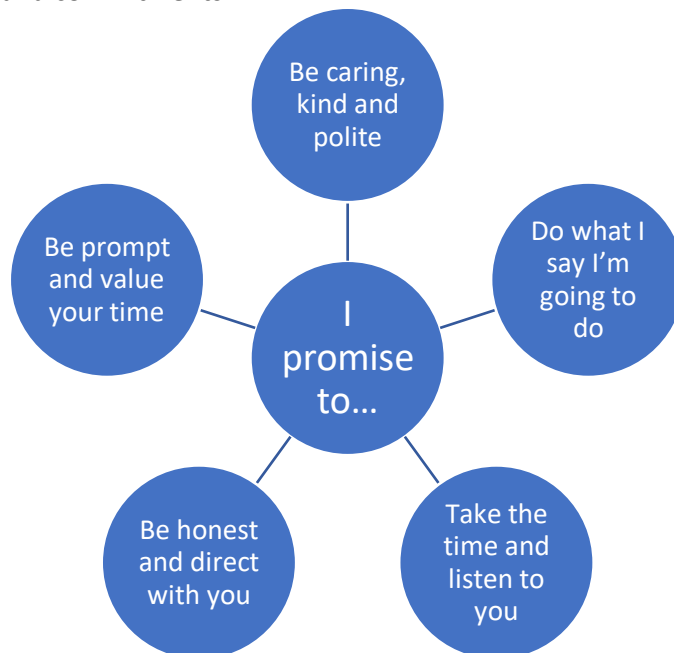 Be caring,
kind and
polite
Do what I
say I’m
going to
do
Take the
time and
listen to
you
Be honest
and direct
with you
Be prompt
and value
your time
I
promise
to...